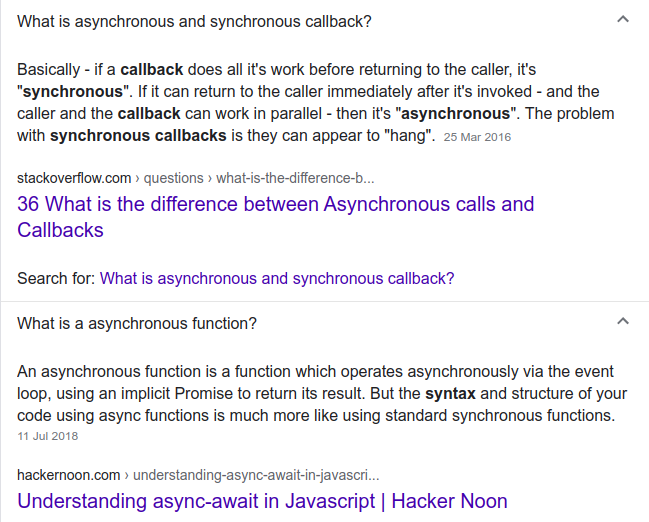 What is asynchronous and synchronous callback?
Basically - if a callback does all it's work before returning to the caller, it's
"synchronous". If it can return to the caller immediately after it's invoked - and the
caller and the callback can work in parallel - then it's "asynchronous". The problem
with synchronous callbacks is they can appear to "hang". 25 Mar 2016
stackoverflow.com › questions › what-is-the-difference-b...
36 What is the difference between Asynchronous calls and
Callbacks
Search for: What is asynchronous and synchronous callback?
What is a asynchronous function?
An asynchronous function is a function which operates asynchronously via the event
loop, using an implicit Promise to return its result. But the syntax and structure of your
code using async functions is much more like using standard synchronous functions.
11 Jul 2018
hackernoon.com › understanding-async-await-in-javascri...
Understanding async-await in Javascript | Hacker Noon